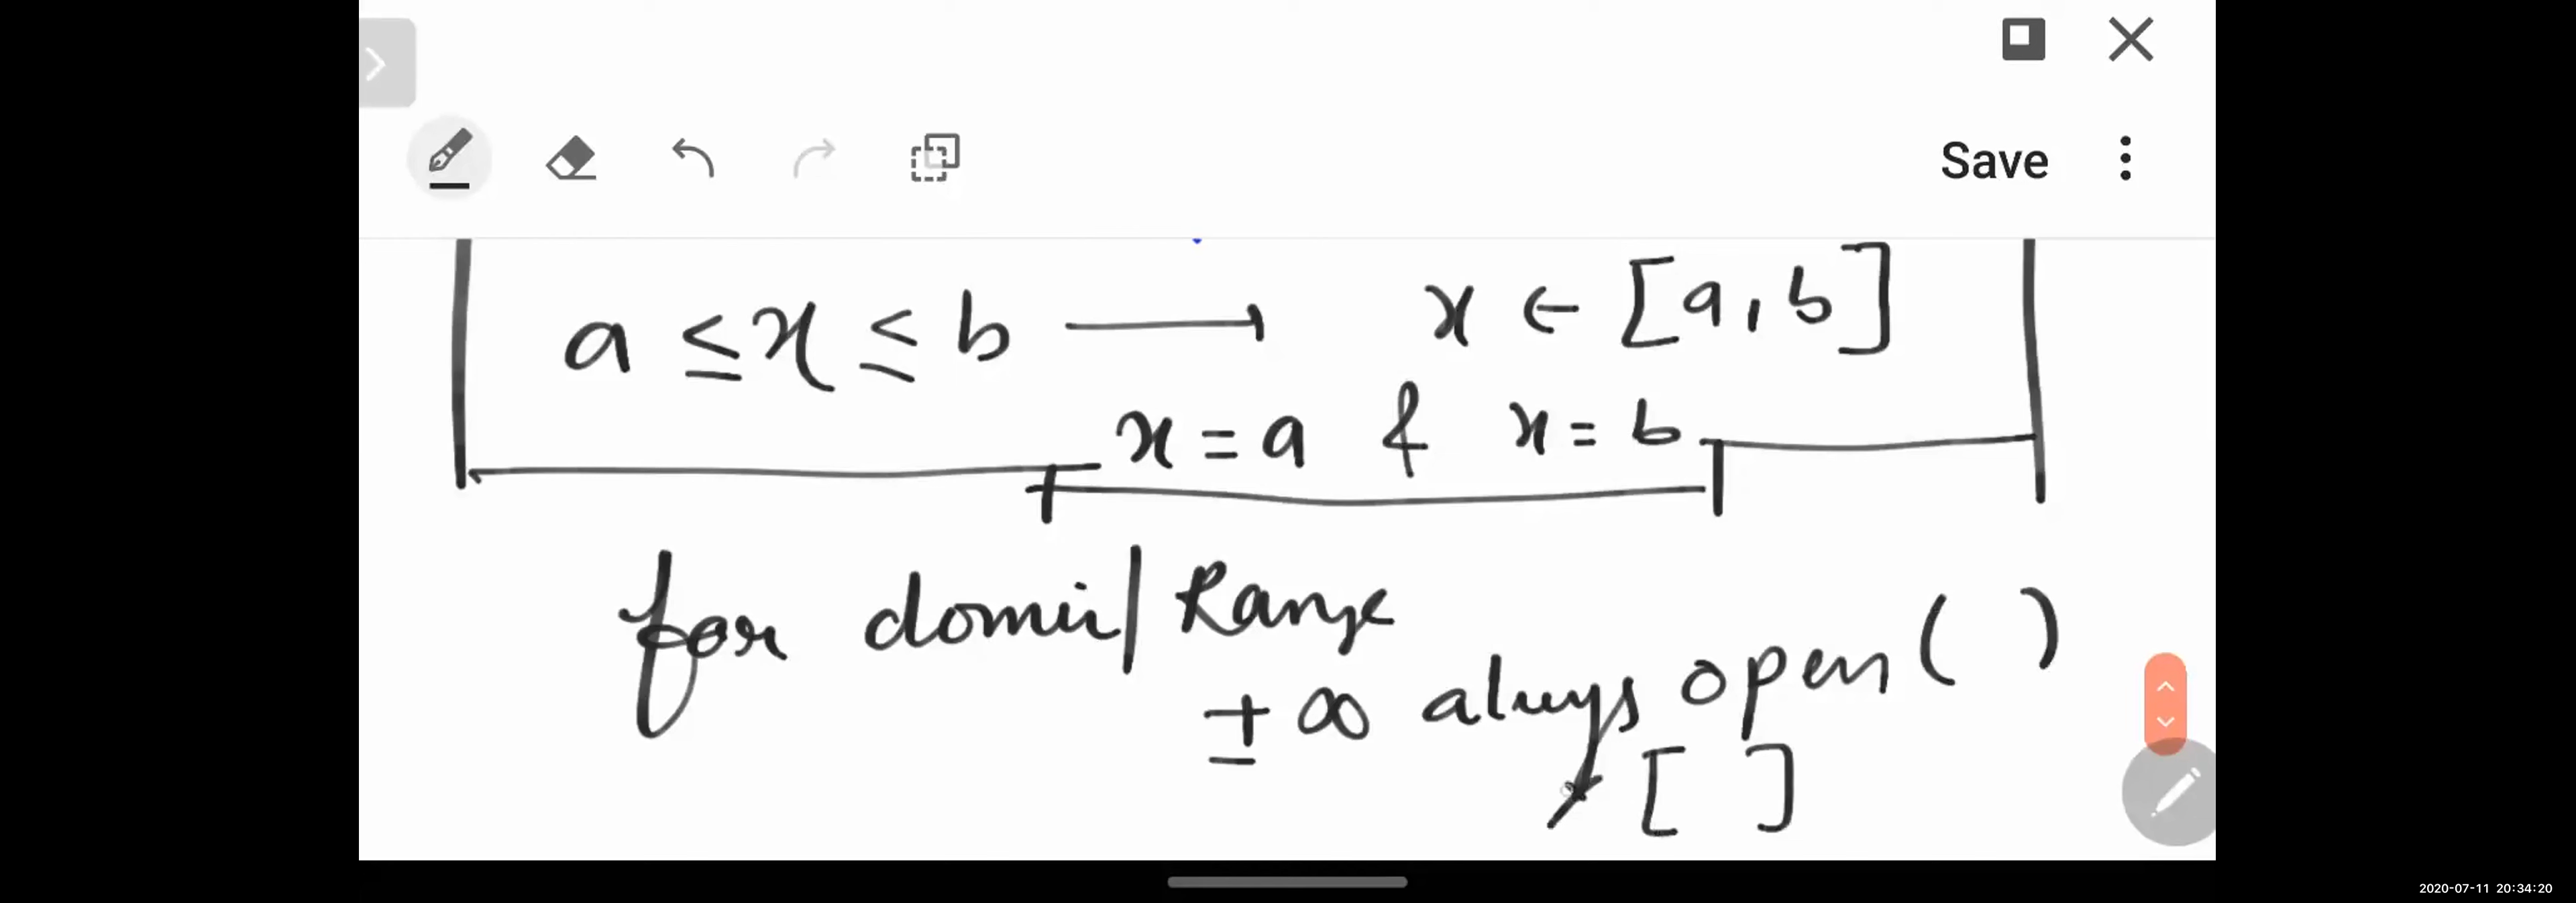 Save
a ≤ x ≤ b → x ∈ [a, b]
x = a & x = b
for domin / Range
± ∞ always open ( )
[ ]
2020-07-11 20:34:20